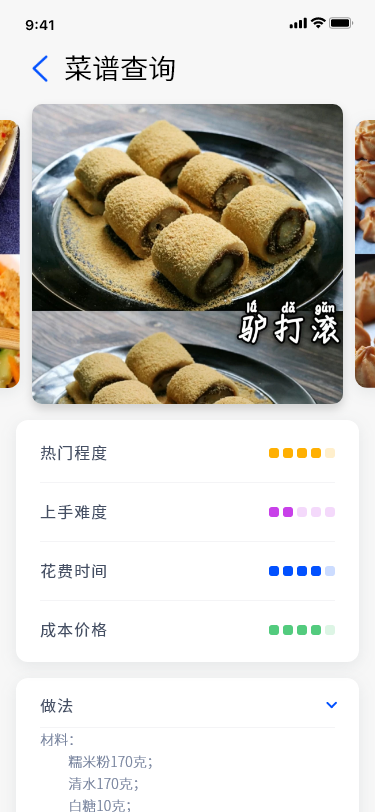 9:41
菜谱查询
lǘ dǎ gǔn
驴打滚
热门程度
上手难度
花费时间
成本价格
做法
材料：
糯米粉170克；
清水170克；
白糖10克；